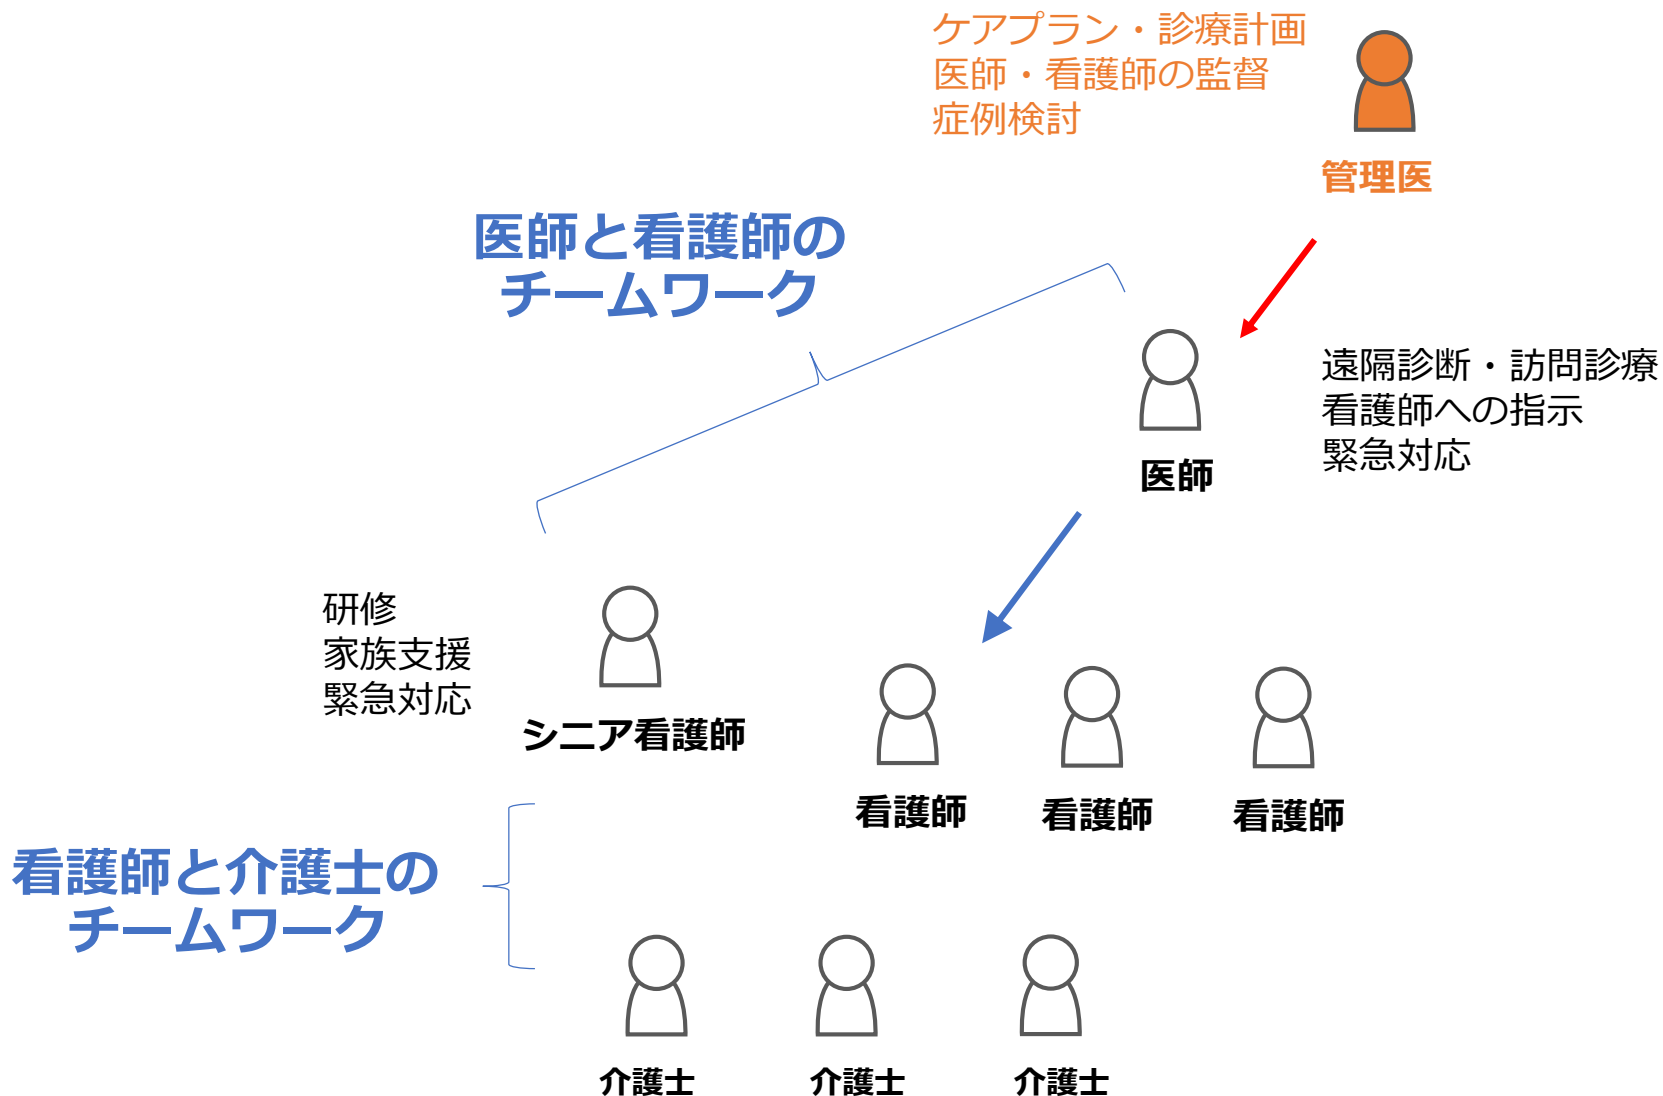 ケアプラン・診療計画
医師・看護師の監督
症例検討
管理医
医師と看護師の
チームワーク
遠隔診断・訪問診療
看護師への指示
緊急対応
医師
研修
家族支援
緊急対応
シニア看護師
看護師
看護師
看護師
看護師と介護士の
チームワーク
介護士
介護士
介護士